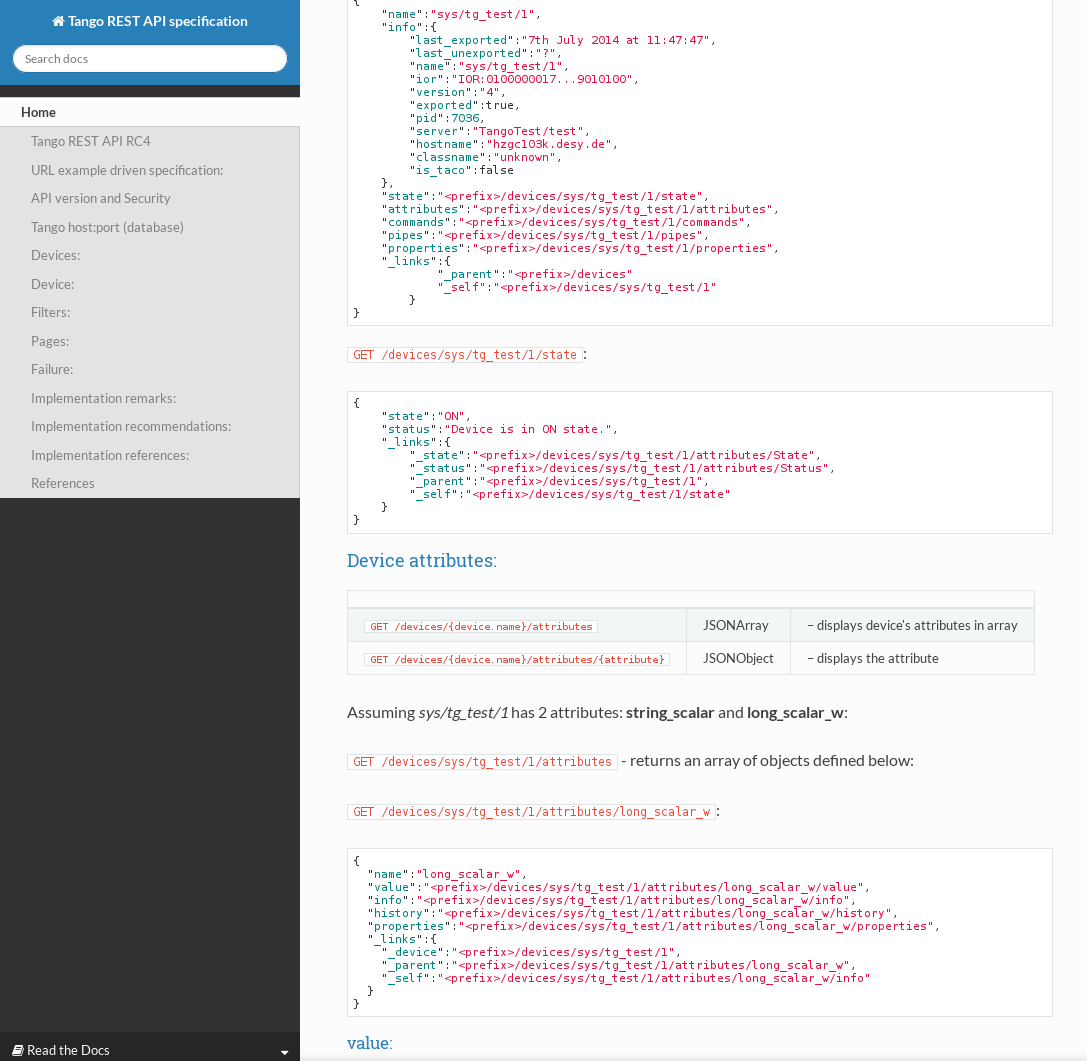 Tango REST API specification
Search docs
Home
Tango REST API RC4
URL example driven specification:
API version and Security
Tango host:port (database)
Devices:
Device:
Filters:
Pages:
Failure:
Implementation remarks:
Implementation recommendations:
Implementation references:
References
Read the Docs
{
"name":"sys/tg_test/1",
"info":{
"last_exported":"7th July 2014 at 11:47:47",
"last_unexported":"?",
"name":"sys/tg_test/1",
"ior":"IOR:0100000017...9010100",
"version":"4",
"exported":true,
"pid":7036,
"server":"TangoTest/test",
"hostname":"hzgc103k.desy.de",
"classname":"unknown",
"is_taco":false
},
"state":"<prefix>/devices/sys/tg_test/1/state",
"attributes":"<prefix>/devices/sys/tg_test/1/attributes",
"commands":"<prefix>/devices/sys/tg_test/1/commands",
"pipes":"<prefix>/devices/sys/tg_test/1/pipes",
"properties":"<prefix>/devices/sys/tg_test/1/properties",
"_links":{
"_parent":"<prefix>/devices"
"_self":"<prefix>/devices/sys/tg_test/1"
}
}
GET /devices/sys/tg_test/1/state:
{
"state":"ON",
"status":"Device is in ON state.",
"_links":{
"_state":"<prefix>/devices/sys/tg_test/1/attributes/State",
"_status":"<prefix>/devices/sys/tg_test/1/attributes/Status",
"_parent":"<prefix>/devices/sys/tg_test/1",
"_self":"<prefix>/devices/sys/tg_test/1/state"
}
}
Device attributes:
GET /devices/{device.name}/attributes JSONArray – displays device's attributes in array
GET /devices/{device.name}/attributes/{attribute} JSONObject – displays the attribute
Assuming sys/tg_test/1 has 2 attributes: string_scalar and long_scalar_w:
GET /devices/sys/tg_test/1/attributes - returns an array of objects defined below:
GET /devices/sys/tg_test/1/attributes/long_scalar_w:
{
"name":"long_scalar_w",
"value":"<prefix>/devices/sys/tg_test/1/attributes/long_scalar_w/value",
"info":"<prefix>/devices/sys/tg_test/1/attributes/long_scalar_w/info",
"history":"<prefix>/devices/sys/tg_test/1/attributes/long_scalar_w/history",
"properties":"<prefix>/devices/sys/tg_test/1/attributes/long_scalar_w/properties",
"_links":{
"_device":"<prefix>/devices/sys/tg_test/1",
"_parent":"<prefix>/devices/sys/tg_test/1/attributes/long_scalar_w",
"_self":"<prefix>/devices/sys/tg_test/1/attributes/long_scalar_w/info"
}
}
value: